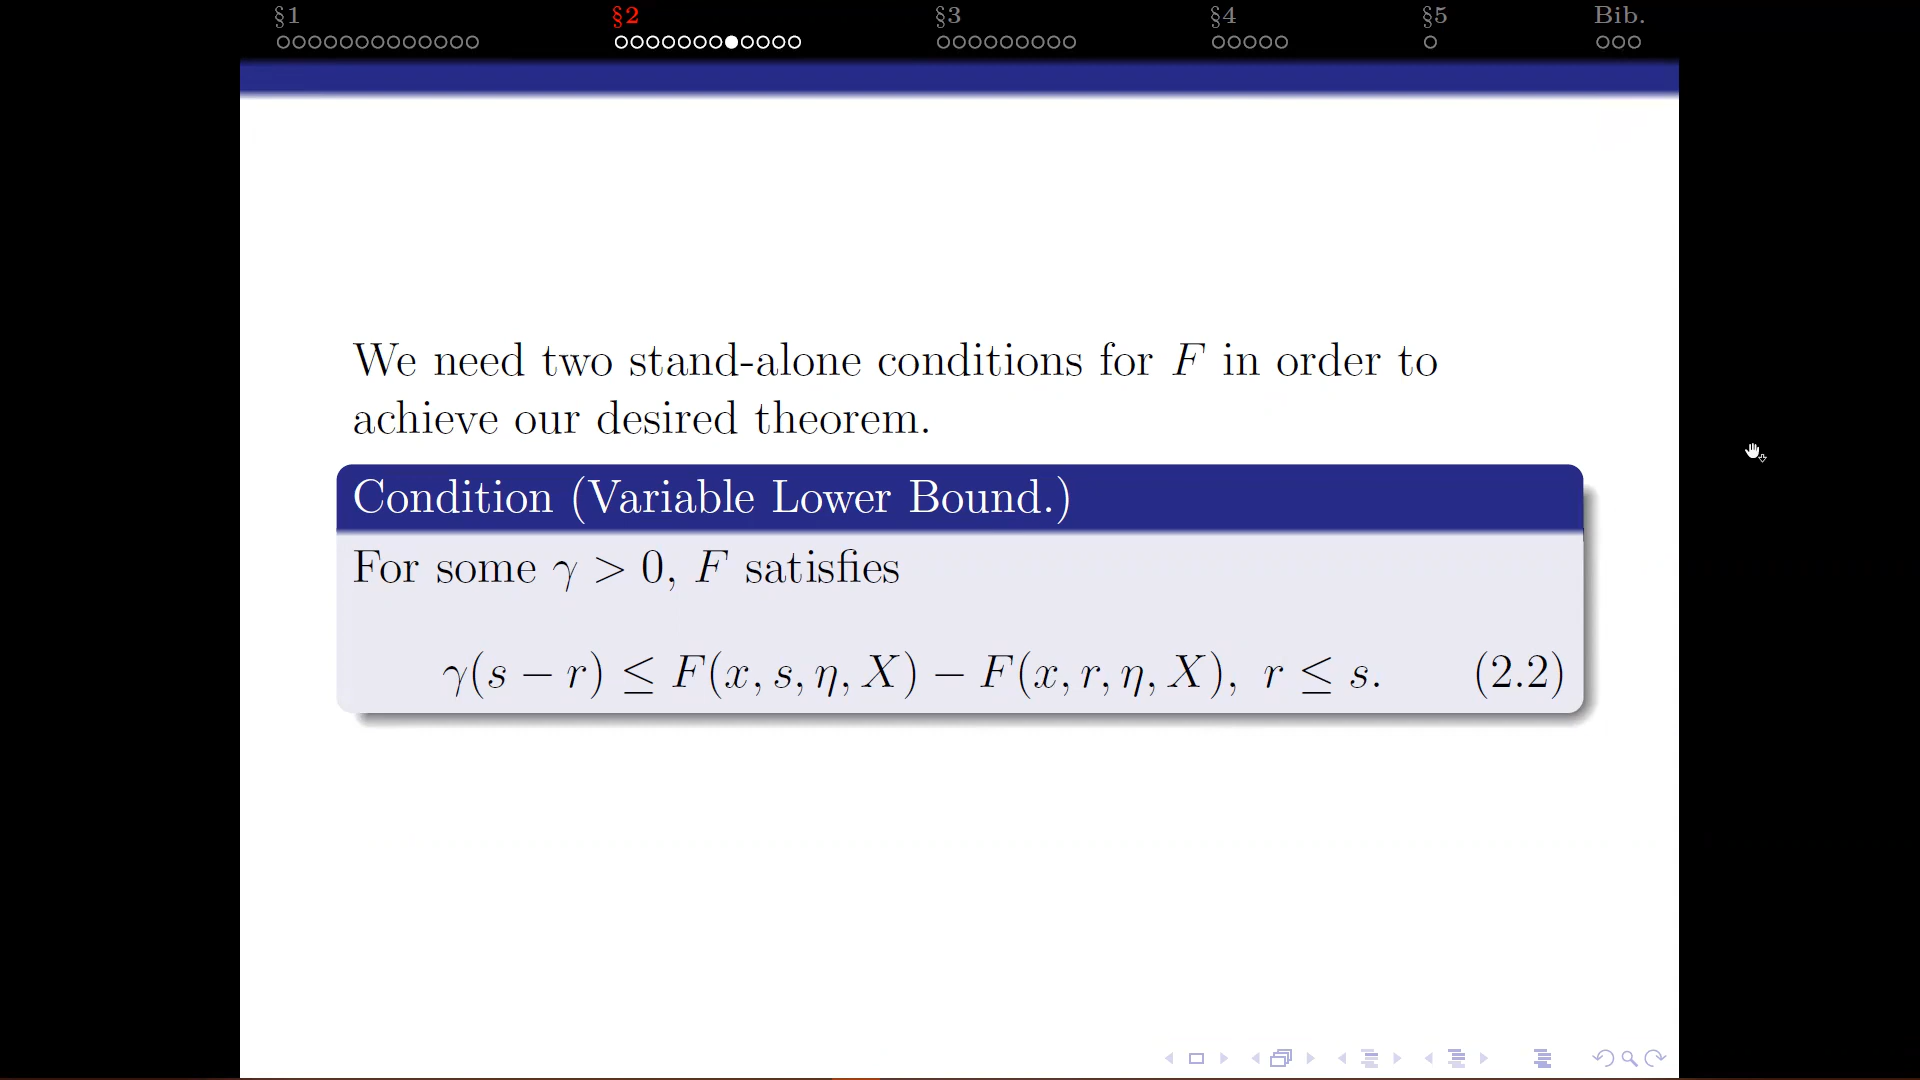 §1 §2 §3 §4 §5 Bib.
We need two stand-alone conditions for F in order to
achieve our desired theorem.
Condition (Variable Lower Bound.)
For some γ > 0, F satisfies
γ(s − r) ≤ F(x, s, η, X) − F(x, r, η, X), r ≤ s. (2.2)